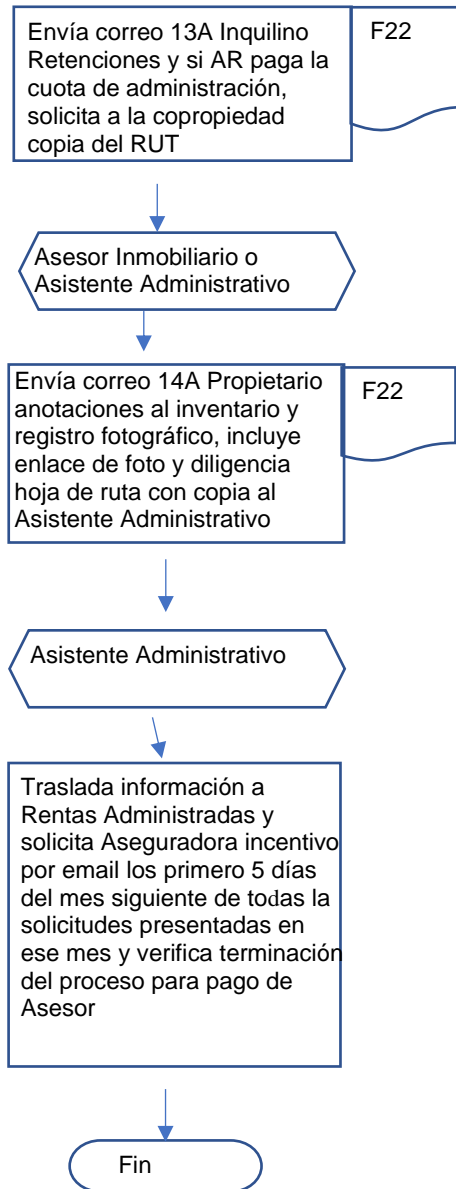 Envía correo 13A Inquilino
Retenciones y si AR paga la
cuota de administración,
solicita a la copropiedad
copia del RUT
F22
Asesor Inmobiliario o
Asistente Administrativo
Envía correo 14A Propietario
anotaciones al inventario y
registro fotográfico, incluye
enlace de foto y diligencia
hoja de ruta con copia al
Asistente Administrativo
F22
Asistente Administrativo
Traslada información a
Rentas Administradas y
solicita Aseguradora incentivo
por email los primero 5 días
del mes siguiente de todas la
solicitudes presentadas en
ese mes y verifica terminación
del proceso para pago de
Asesor
Fin